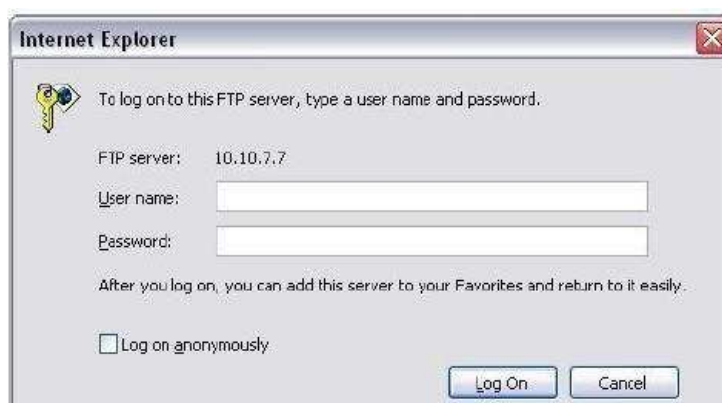 Internet Explorer
To log on to this FTP server, type a user name and password.
FTP server: 10.10.7.7
User name:
Password:
After you log on, you can add this server to your Favorites and return to it easily.
Log on anonymously
Log On Cancel